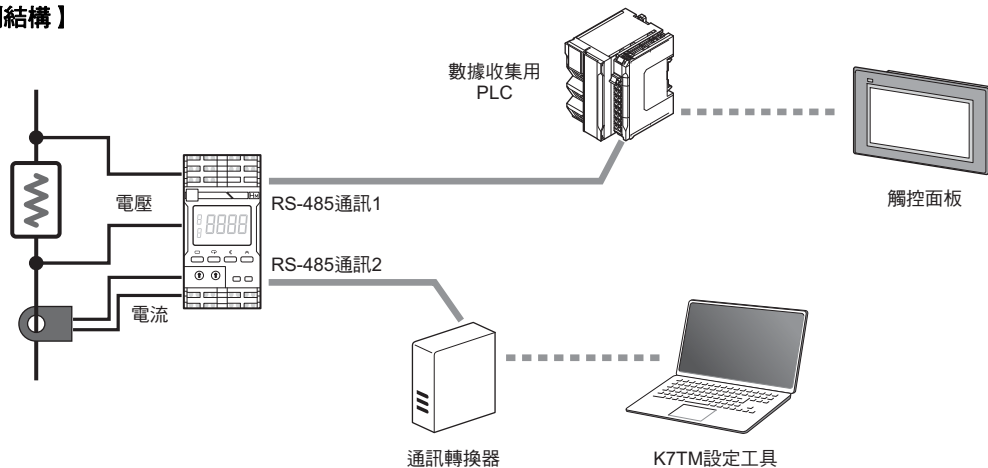 結構】
數據收集用
PLC
觸控面板
電壓
RS-485通訊1
8888
RS-485通訊2
電流
通訊轉換器
K7TM設定工具